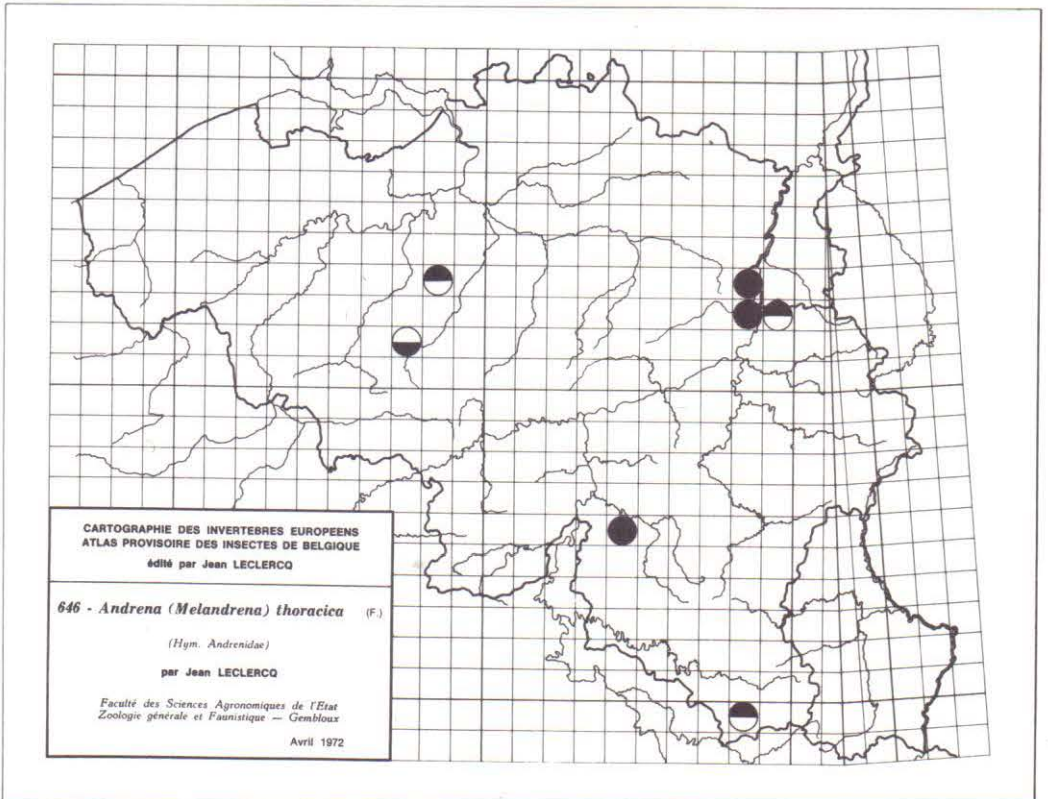 CARTOGRAPHIE DES INVERTEBRES EUROPEENS
ATLAS PROVISOIRE DES INSECTES DE BELGIQUE
édité par Jean LECLERCQ
646 - Andrena (Melandrena) thoracica (F.)
(Hym. Andrenidae)
par Jean LECLERCQ
Faculté des Sciences Agronomiques de l'Etat
Zoologie générale et Faunistique — Gembloux
Avril 1972